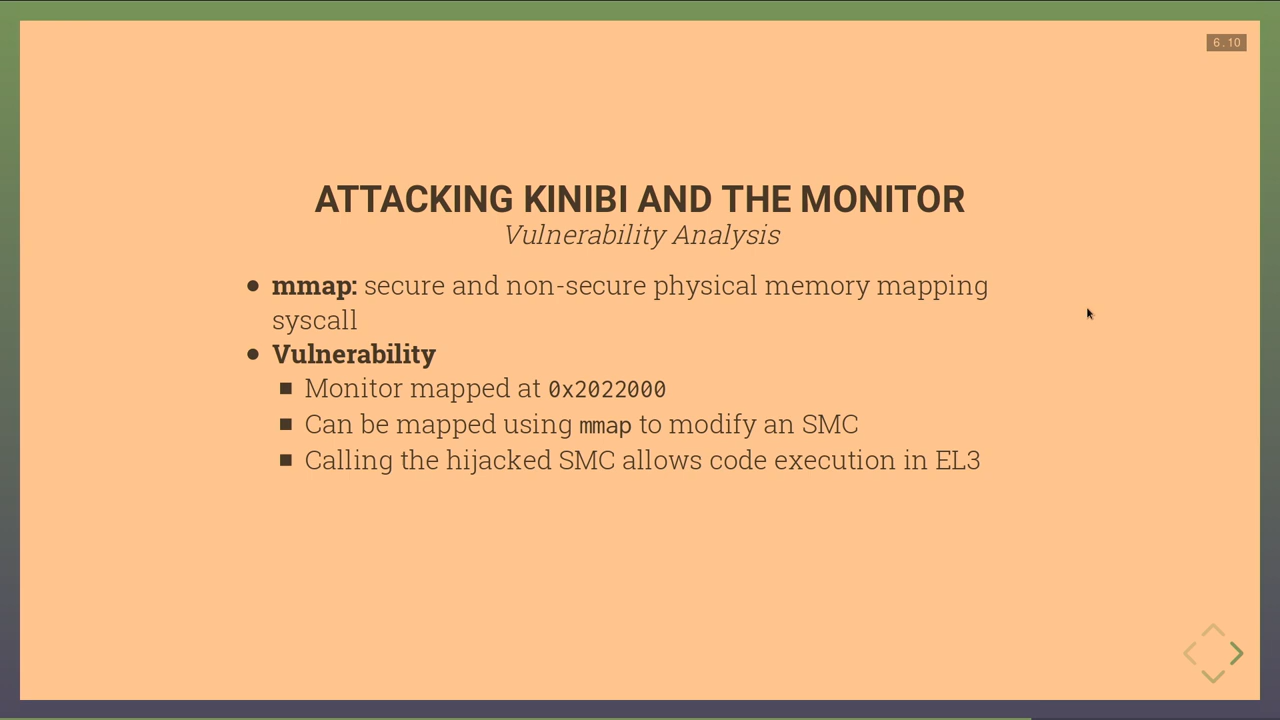 6.10
ATTACKING KINIBI AND THE MONITOR
Vulnerability Analysis
mmap: secure and non-secure physical memory mapping
syscall
Vulnerability
Monitor mapped at 0x2022000
Can be mapped using mmap to modify an SMC
Calling the hijacked SMC allows code execution in EL3